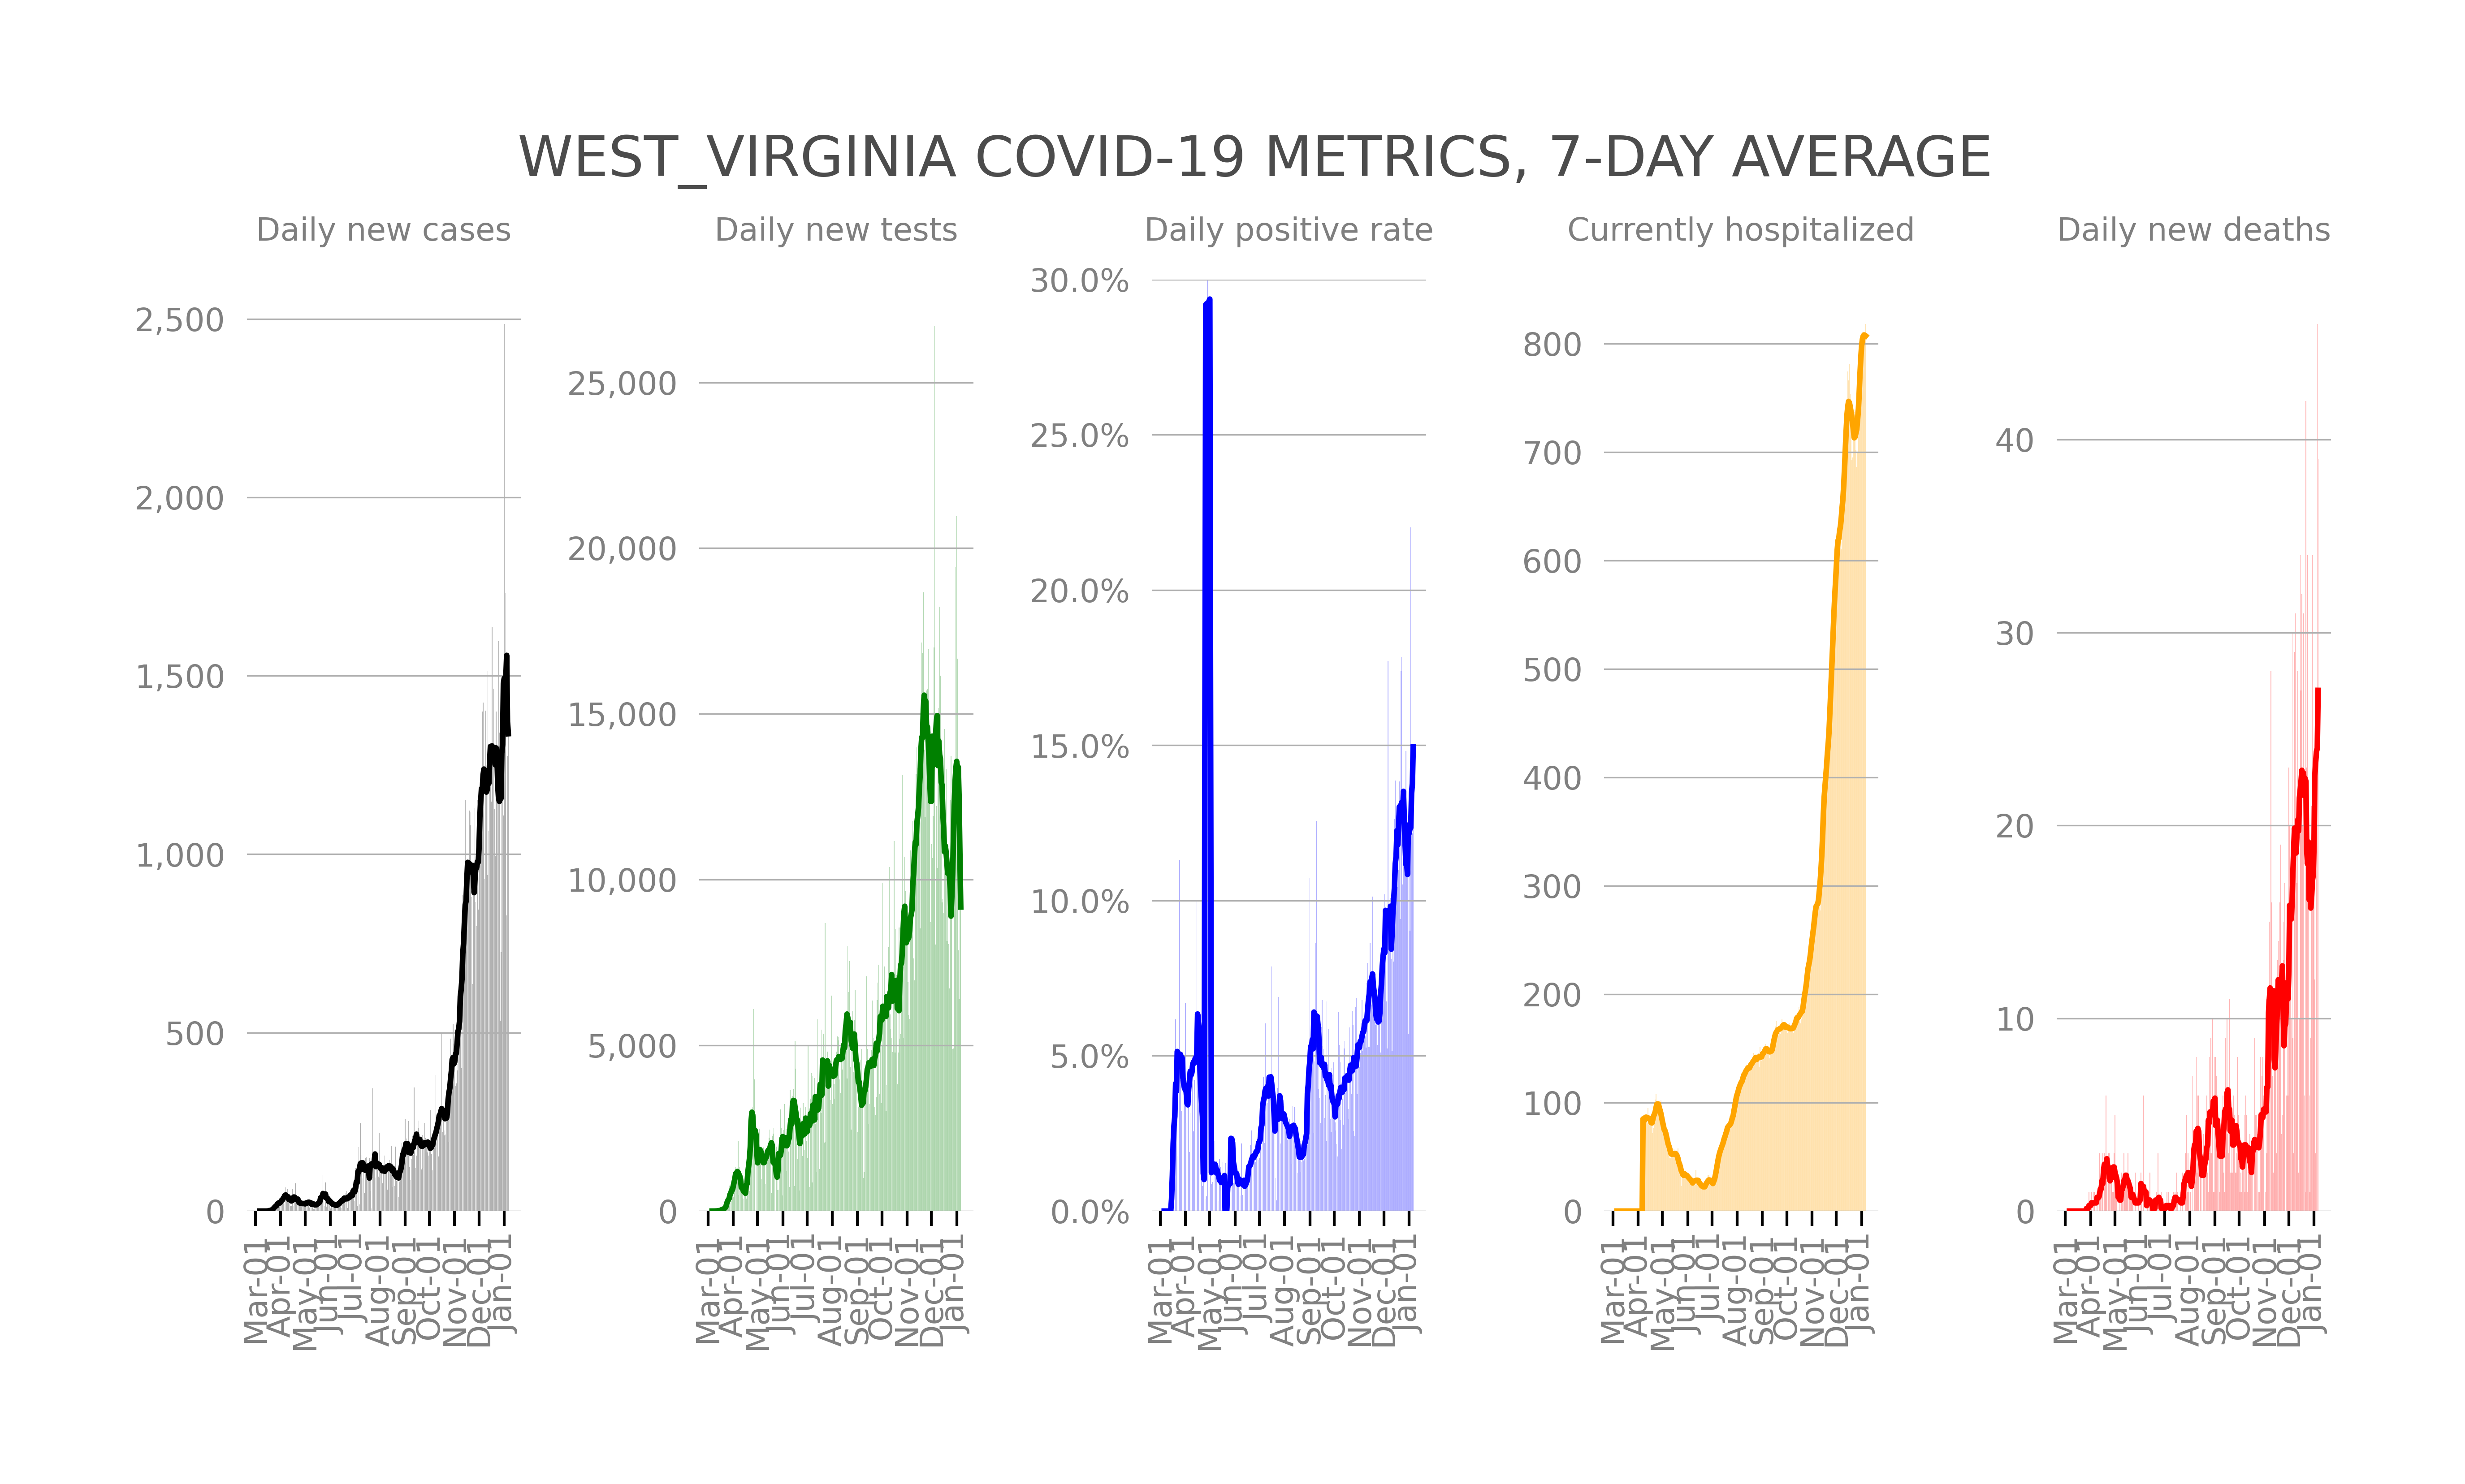 WEST_VIRGINIA COVID-19 METRICS, 7-DAY AVERAGE
Daily new cases
2,500
2,000
1,500
1,000
500
0
Mar-01
Apr-01
May-01
Jun-01
Jul-01
Aug-01
Sep-01
Oct-01
Nov-01
Dec-01
Jan-01
Daily new tests
25,000
20,000
15,000
10,000
5,000
0
Mar-01
Apr-01
May-01
Jun-01
Jul-01
Aug-01
Sep-01
Oct-01
Nov-01
Dec-01
Jan-01
Daily positive rate
30.0%
25.0%
20.0%
15.0%
10.0%
5.0%
0.0%
Mar-01
Apr-01
May-01
Jun-01
Jul-01
Aug-01
Sep-01
Oct-01
Nov-01
Dec-01
Jan-01
Currently hospitalized
800
700
600
500
400
300
200
100
0
Mar-01
Apr-01
May-01
Jun-01
Jul-01
Aug-01
Sep-01
Oct-01
Nov-01
Dec-01
Jan-01
Daily new deaths
40
30
20
10
0
Mar-01
Apr-01
May-01
Jun-01
Jul-01
Aug-01
Sep-01
Oct-01
Nov-01
Dec-01
Jan-01